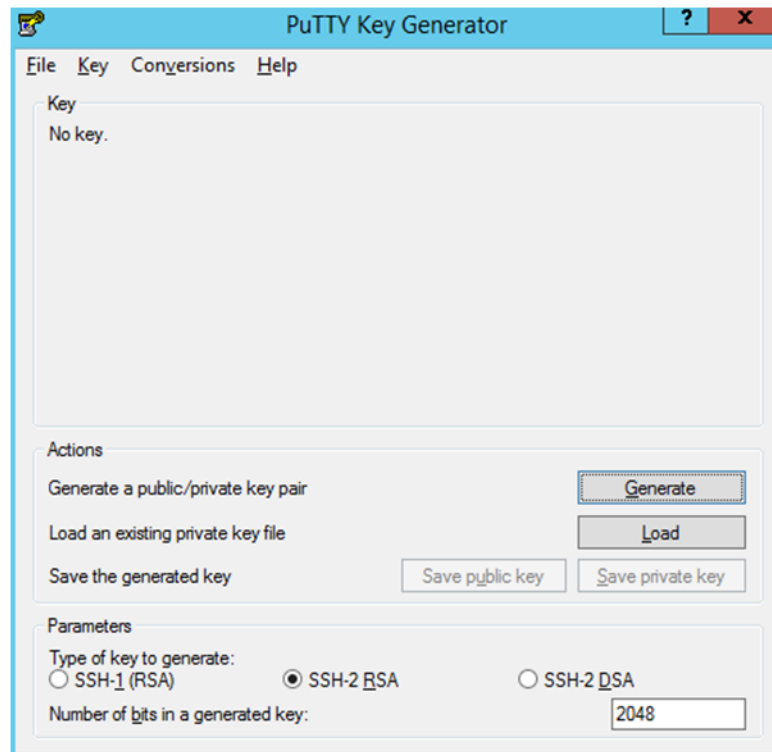 PuTTY Key Generator ? X
File Key Conversions Help
Key
No key.
Actions
Generate a public/private key pair Generate
Load an existing private key file Load
Save the generated key Save public key Save private key
Parameters
Type of key to generate:
SSH-1 (RSA) SSH-2 RSA SSH-2 DSA
Number of bits in a generated key: 2048